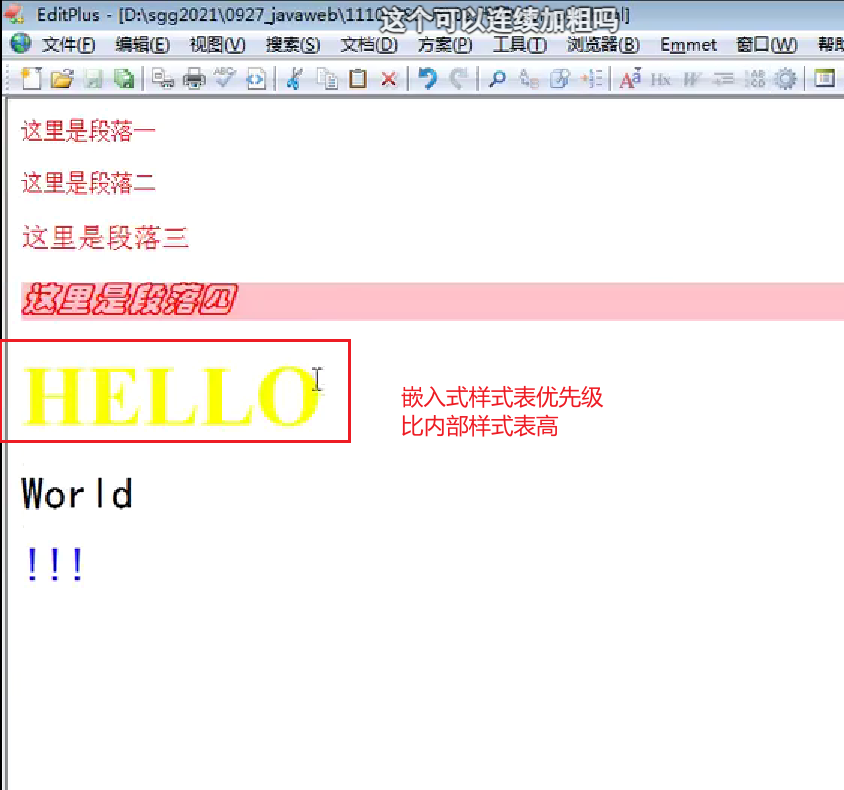 EditPlus - [D:\sgg2021\0927_javaweb\1110
这个可以连续加粗吗
文件(F) 编辑(E) 视图(V) 搜索(S) 文档(D) 方案(P) 工具(T) 浏览器(B) Emmet 窗口(W) 帮助
这里是段落一
这里是段落二
这里是段落三
这里是段落四
HELLO
嵌入式样式表优先级
比内部样式表高
World
!!!